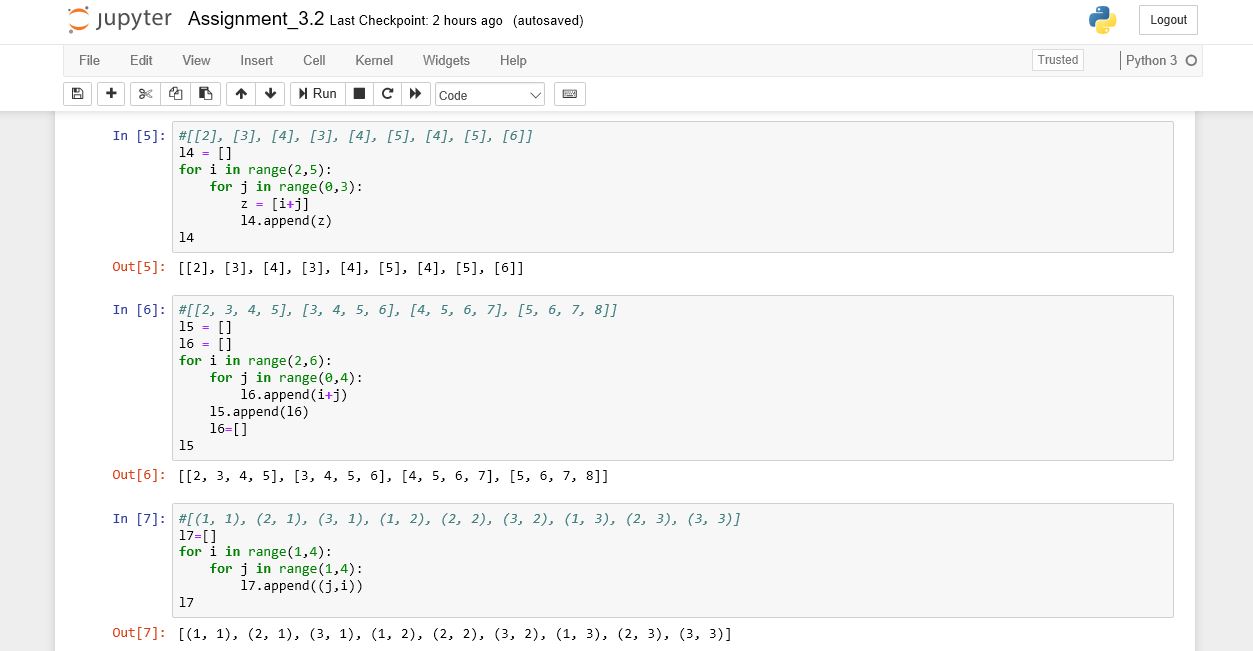 jupyter Assignment_3.2 Last Checkpoint: 2 hours ago (autosaved) Logout
File Edit View Insert Cell Kernel Widgets Help Trusted Python 3
Run Code
In [5]: #[[2], [3], [4], [3], [4], [5], [4], [5], [6]]
l4 = []
for i in range(2,5):
    for j in range(0,3):
        z = [i+j]
        l4.append(z)
l4
Out[5]: [[2], [3], [4], [3], [4], [5], [4], [5], [6]]
In [6]: #[[2, 3, 4, 5], [3, 4, 5, 6], [4, 5, 6, 7], [5, 6, 7, 8]]
l5 = []
l6 = []
for i in range(2,6):
    for j in range(0,4):
        l6.append(i+j)
    l5.append(l6)
    l6=[]
l5
Out[6]: [[2, 3, 4, 5], [3, 4, 5, 6], [4, 5, 6, 7], [5, 6, 7, 8]]
In [7]: #[(1, 1), (2, 1), (3, 1), (1, 2), (2, 2), (3, 2), (1, 3), (2, 3), (3, 3)]
l7=[]
for i in range(1,4):
    for j in range(1,4):
        l7.append((j,i))
l7
Out[7]: [(1, 1), (2, 1), (3, 1), (1, 2), (2, 2), (3, 2), (1, 3), (2, 3), (3, 3)]